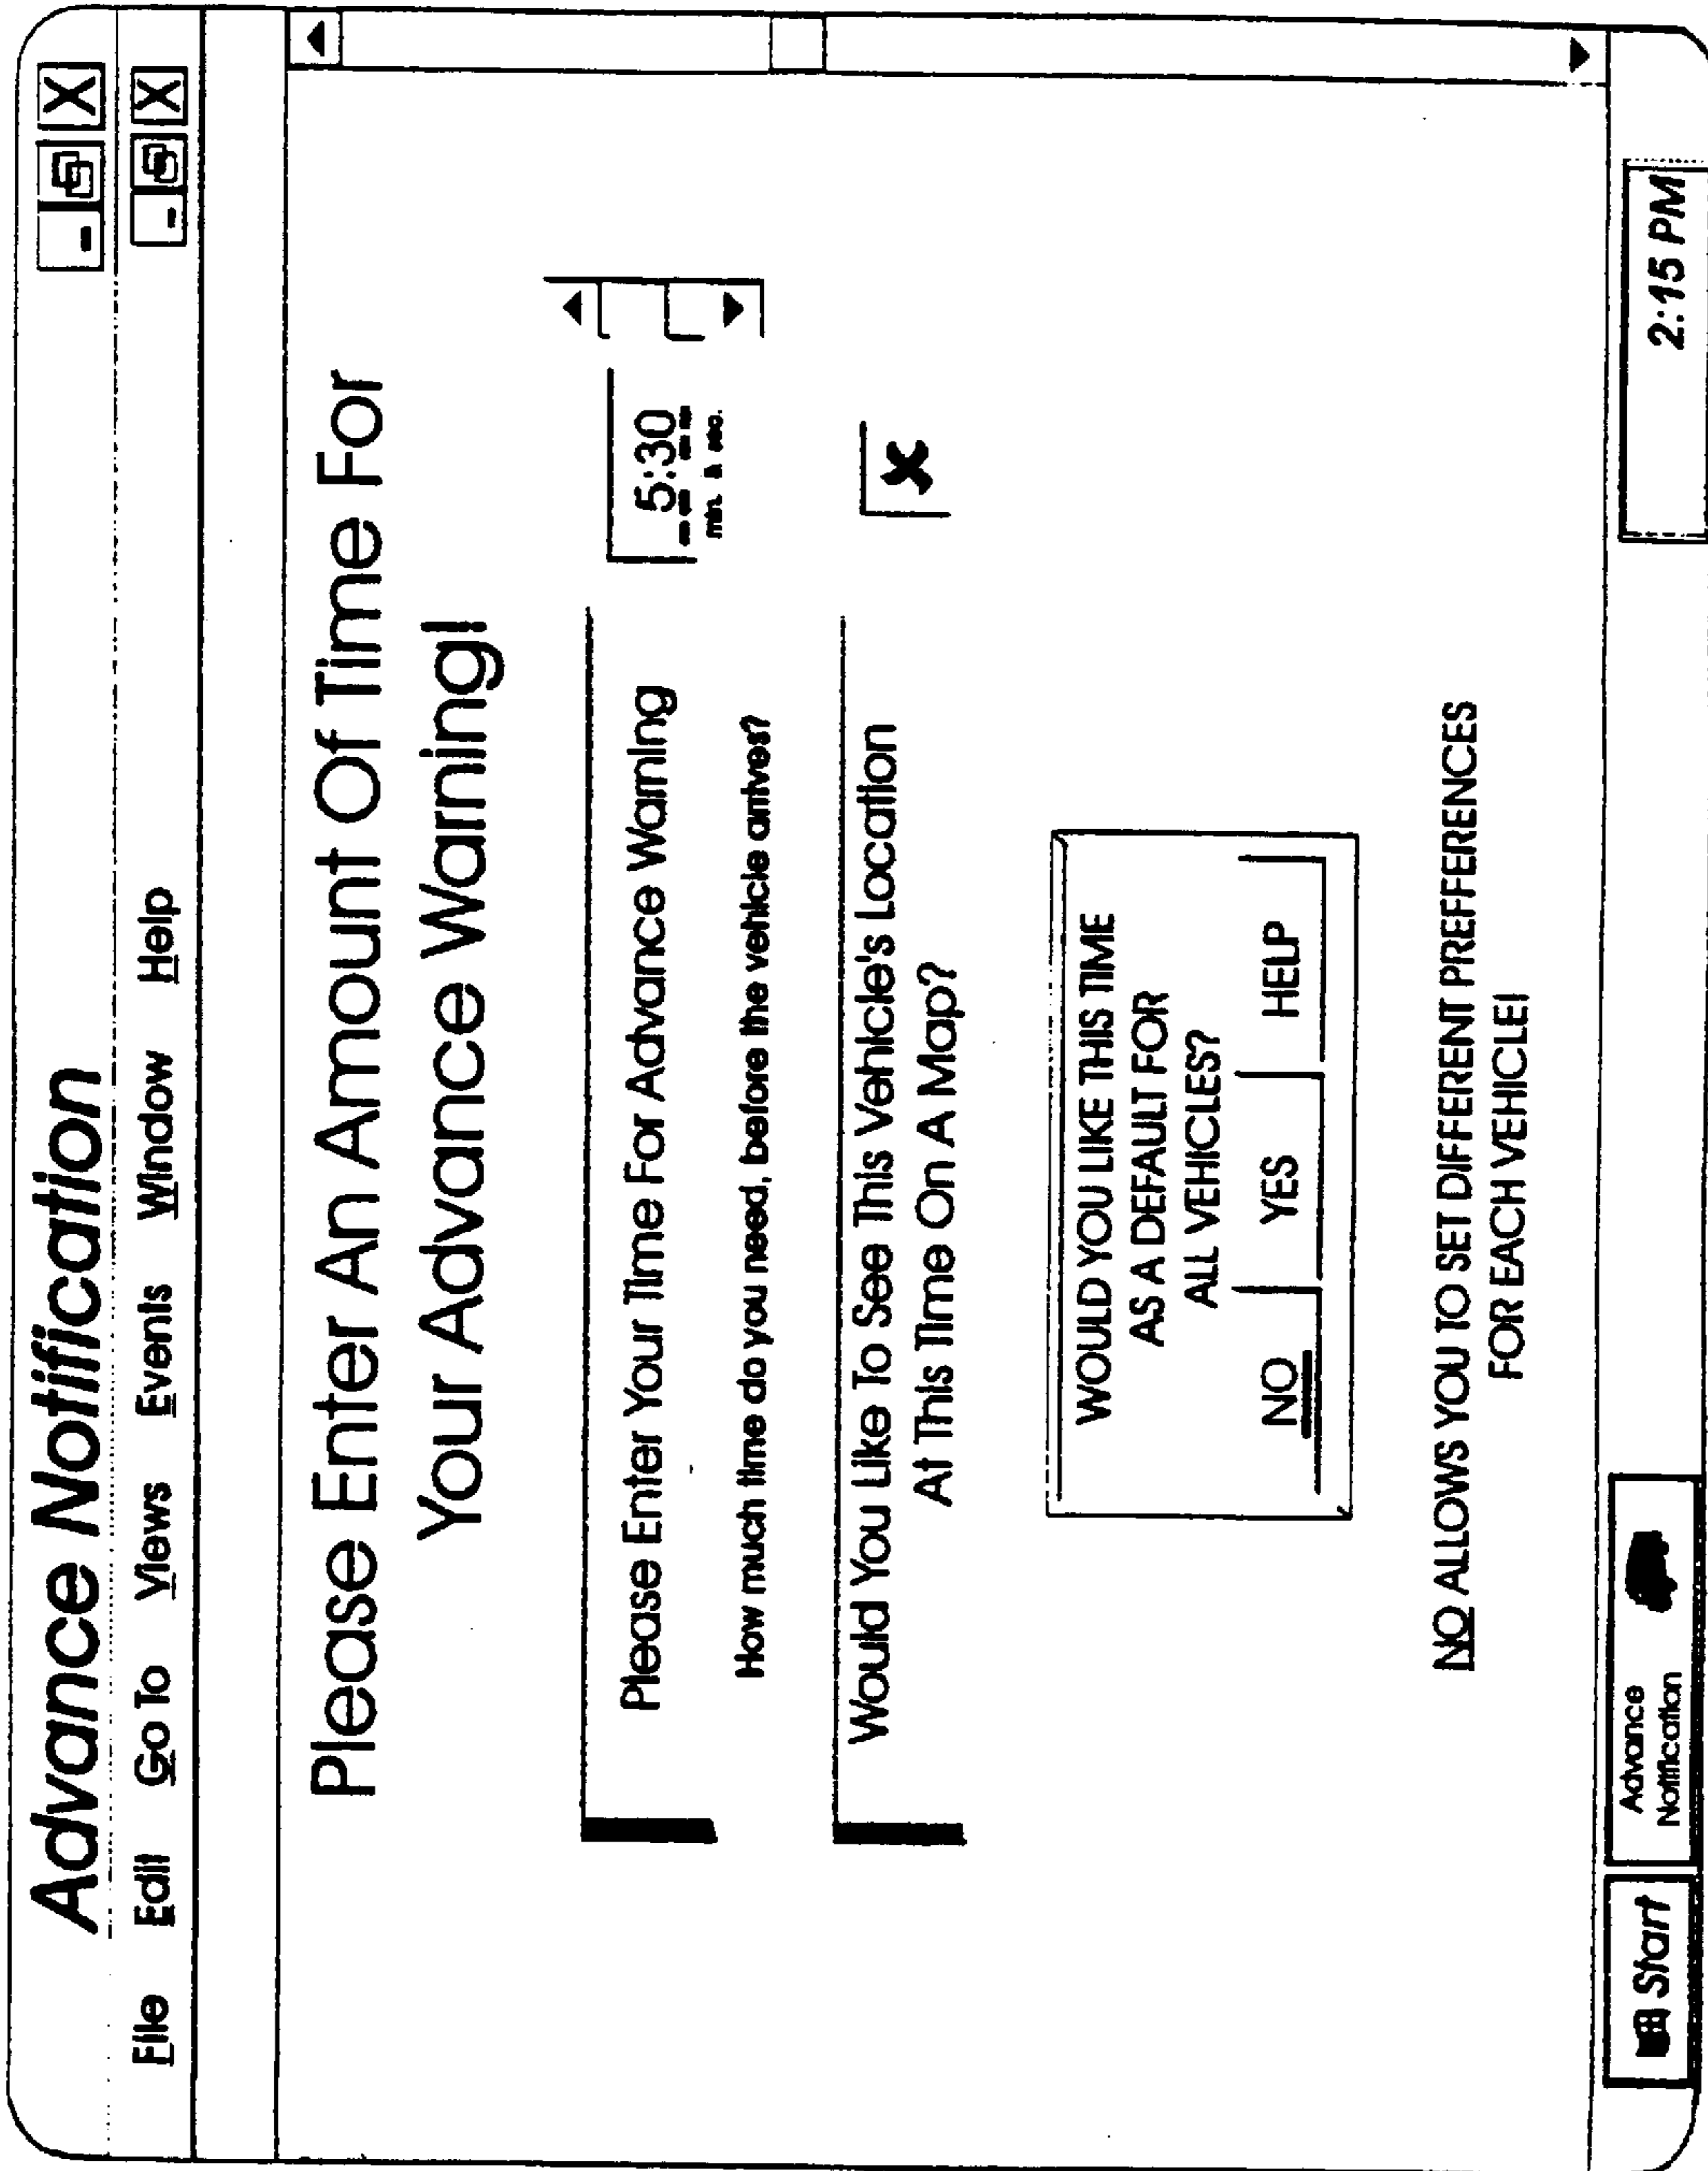 Advance Notification
File Edit Go To Views Events Window Help
Please Enter An Amount Of Time For
Your Advance Warning!
Please Enter Your Time For Advance Warning
5:30
min. & sec.
How much time do you need, before the vehicle arrives?
Would You Like To See This Vehicle's Location
At This Time On A Map?
X
WOULD YOU LIKE THIS TIME
AS A DEFAULT FOR
ALL VEHICLES?
NO YES HELP
NO ALLOWS YOU TO SET DIFFERENT PREFFERENCES
FOR EACH VEHICLE!
Start
Advance
Notification
2:15 PM